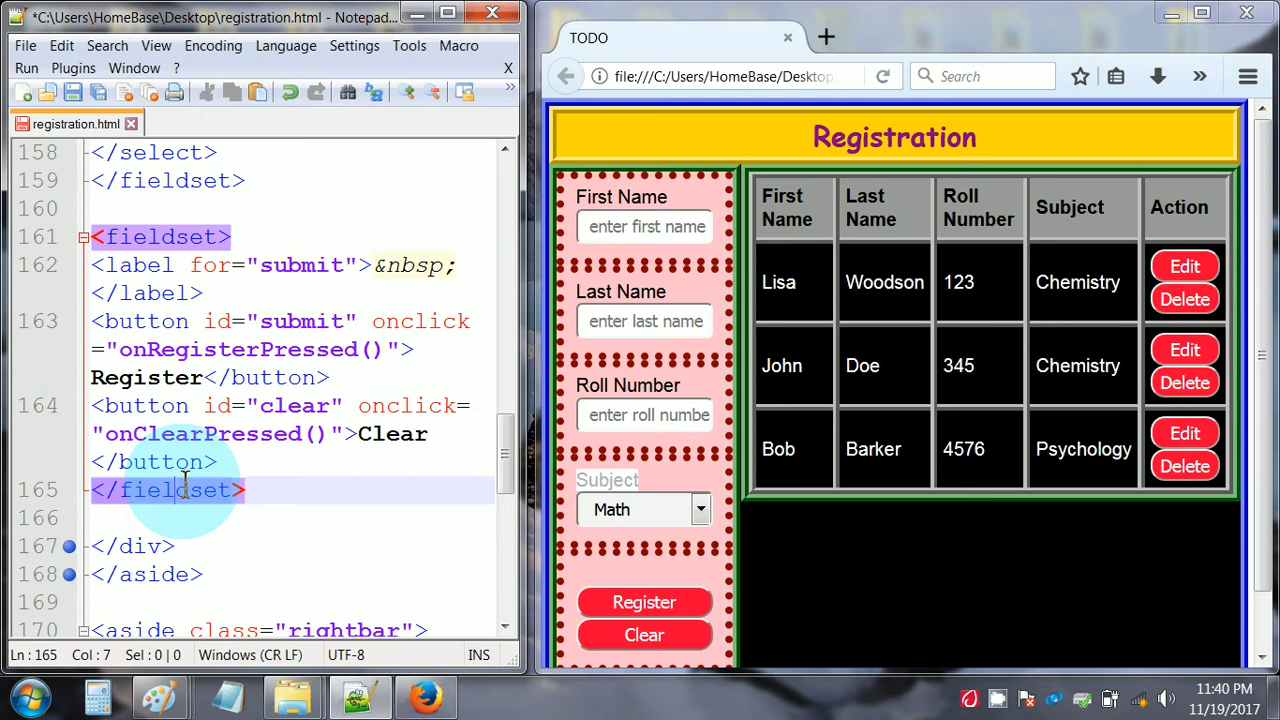 *C:\Users\HomeBase\Desktop\registration.html - Notepad...
File Edit Search View Encoding Language Settings Tools Macro
Run Plugins Window ? X
registration.html
158 </select>
159 </fieldset>
160
161 <fieldset>
162 <label for="submit">&nbsp;
</label>
163 <button id="submit" onclick
="onRegisterPressed()">
Register</button>
164 <button id="clear" onclick=
"onClearPressed()">Clear
</button>
165 </fieldset>
166
167 </div>
168 </aside>
169
170 <aside class="rightbar">
Ln : 165 Col : 7 Sel : 0 | 0 Windows (CR LF) UTF-8 INS
TODO
file:///C:/Users/HomeBase/Desktop
Search
Registration
First Name
enter first name
Last Name
enter last name
Roll Number
enter roll numbe
Subject
Math
Register
Clear
First Name Last Name Roll Number Subject Action
Lisa Woodson 123 Chemistry Edit Delete
John Doe 345 Chemistry Edit Delete
Bob Barker 4576 Psychology Edit Delete
11:40 PM
11/19/2017